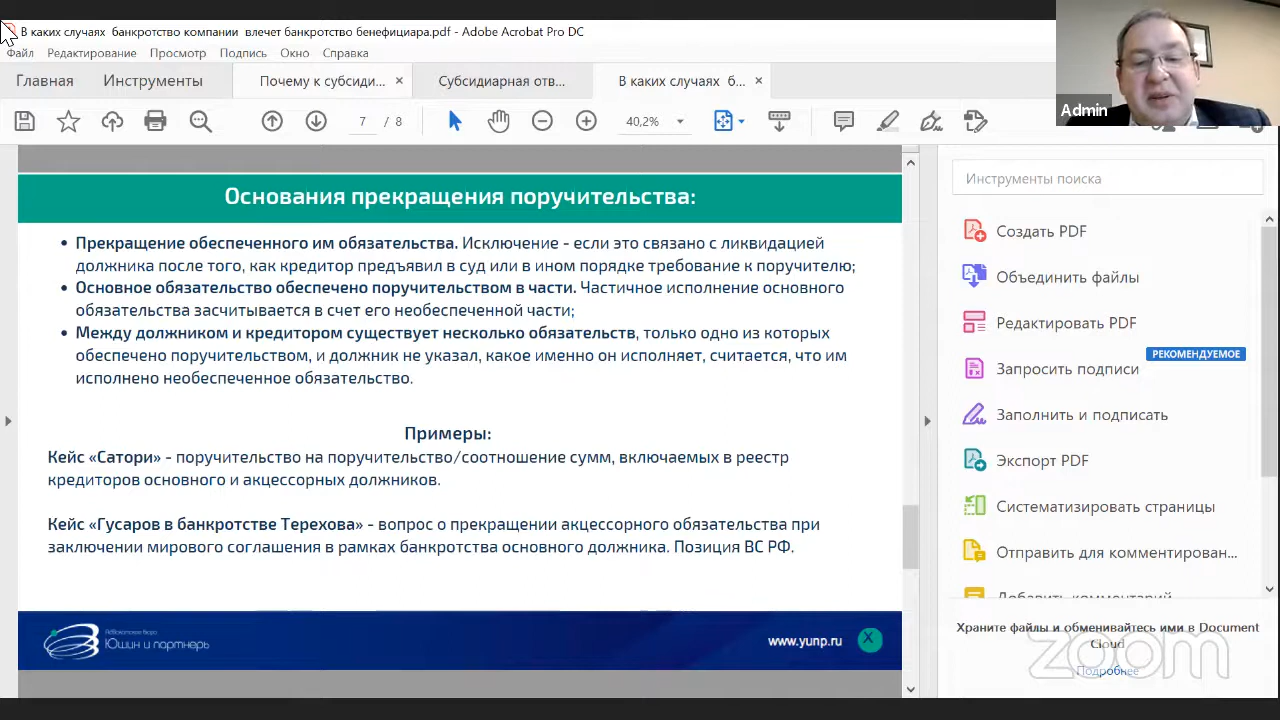 В каких случаях банкротство компании влечет банкротство бенефициара.pdf - Adobe Acrobat Pro DC
Файл Редактирование Просмотр Подпись Окно Справка
Главная Инструменты Почему к субсиди... × Субсидиарная отв... В каких случаях б... ×
7 / 8 40,2%
Admin
Основания прекращения поручительства:
• Прекращение обеспеченного им обязательства. Исключение - если это связано с ликвидацией
должника после того, как кредитор предъявил в суд или в ином порядке требование к поручителю;
• Основное обязательство обеспечено поручительством в части. Частичное исполнение основного
обязательства засчитывается в счет его необеспеченной части;
• Между должником и кредитором существует несколько обязательств, только одно из которых
обеспечено поручительством, и должник не указал, какое именно он исполняет, считается, что им
исполнено необеспеченное обязательство.
Примеры:
Кейс «Сатори» - поручительство на поручительство/соотношение сумм, включаемых в реестр
кредиторов основного и акцессорных должников.
Кейс «Гусаров в банкротстве Терехова» - вопрос о прекращении акцессорного обязательства при
заключении мирового соглашения в рамках банкротства основного должника. Позиция ВС РФ.
Адвокатское бюро
Юшин и партнеры
www.yunp.ru X
Инструменты поиска
Создать PDF
Объединить файлы
Редактировать PDF
РЕКОМЕНДУЕМОЕ
Запросить подписи
Заполнить и подписать
Экспорт PDF
Систематизировать страницы
Отправить для комментирован...
Добавить комментарий
Храните файлы и обменивайтесь ими в Document
Cloud
Подробнее
zoom